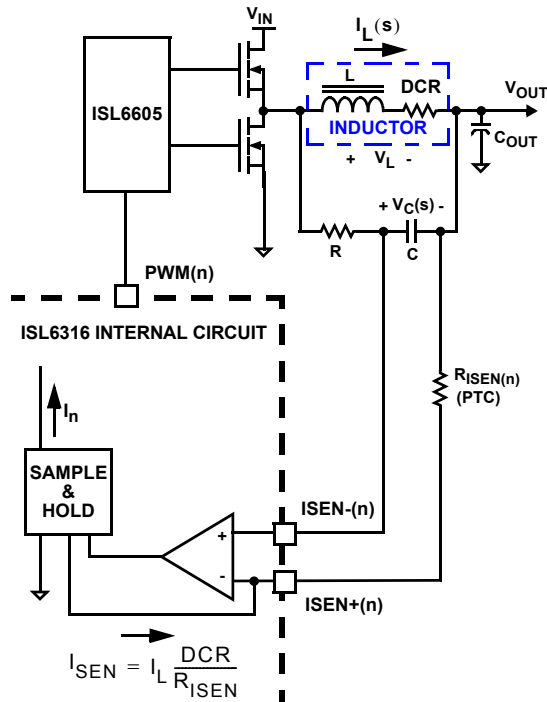 V_IN
I_L(s)
ISL6605
L
DCR
V_OUT
INDUCTOR
C_OUT
+ V_L -
+ V_C(s) -
R
C
PWM(n)
ISL6316 INTERNAL CIRCUIT
R_ISEN(n)
(PTC)
I_n
SAMPLE
&
HOLD
ISEN-(n)
+
-
ISEN+(n)
I_SEN = I_L DCR/R_ISEN